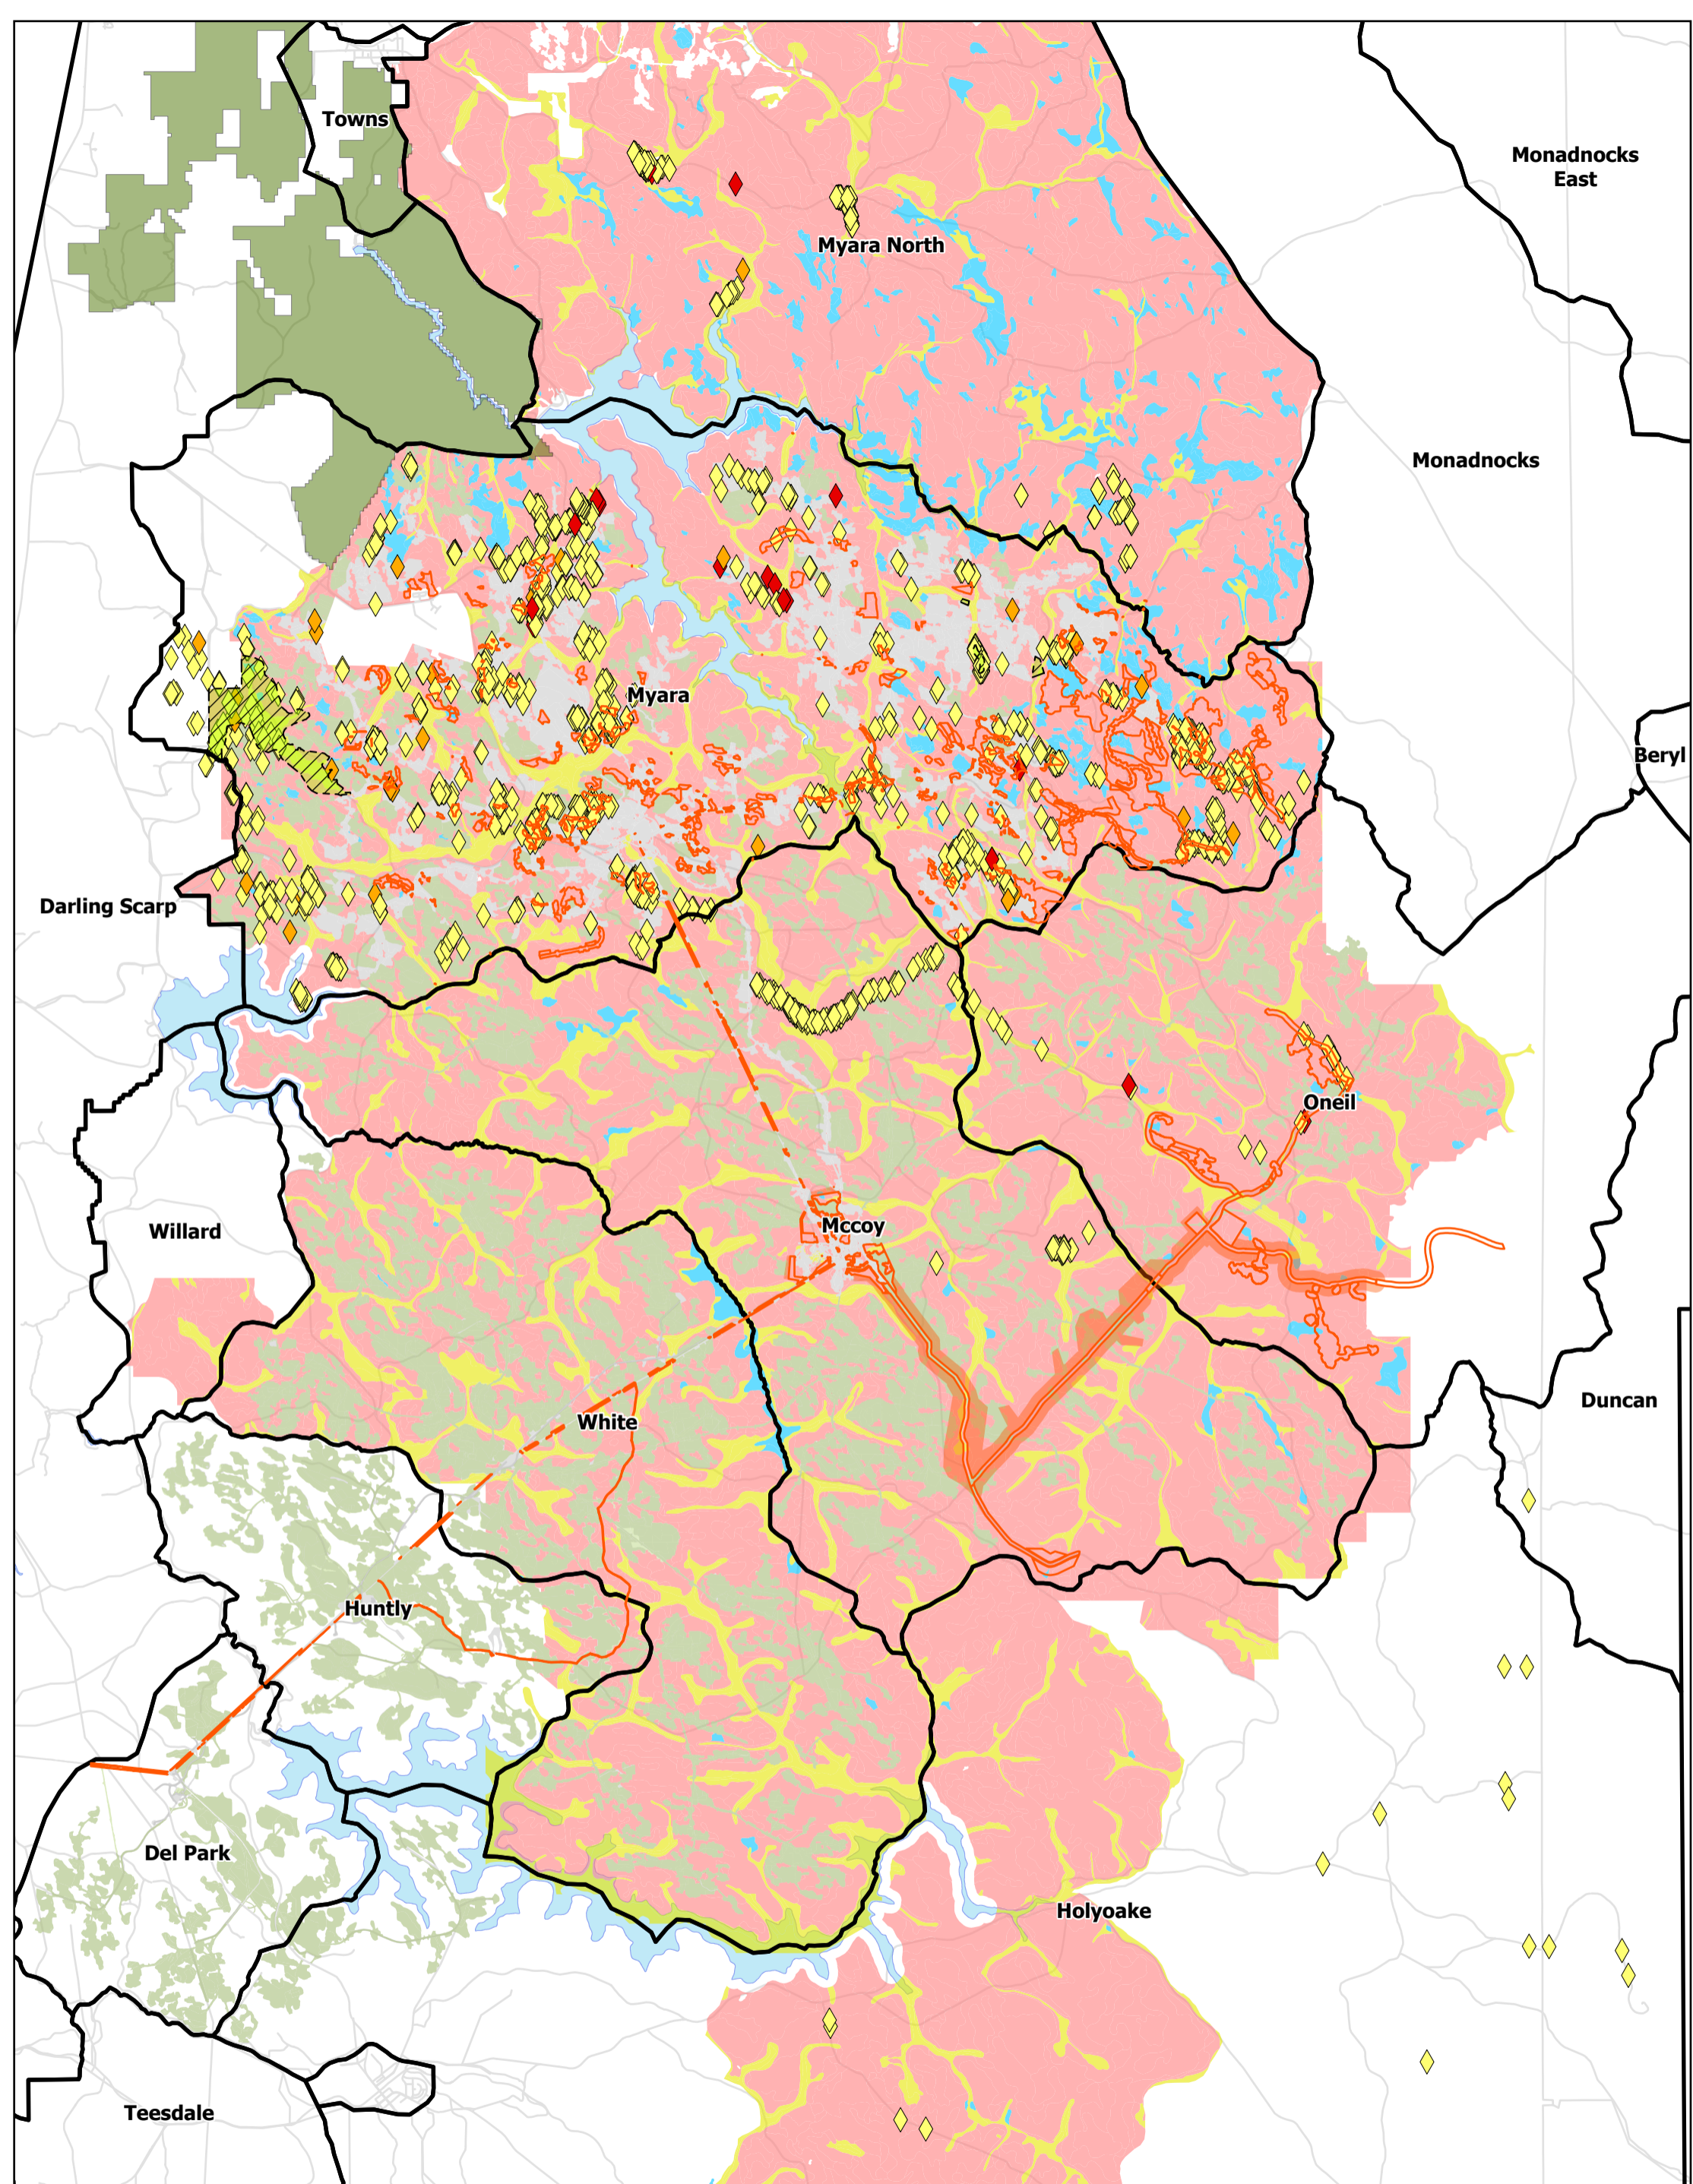 Towns
Monadnocks
East
Myara North
Monadnocks
Myara
Beryl
Darling Scarp
Oneil
Mccoy
Willard
Duncan
White
Huntly
Del Park
Holyoake
Teesdale